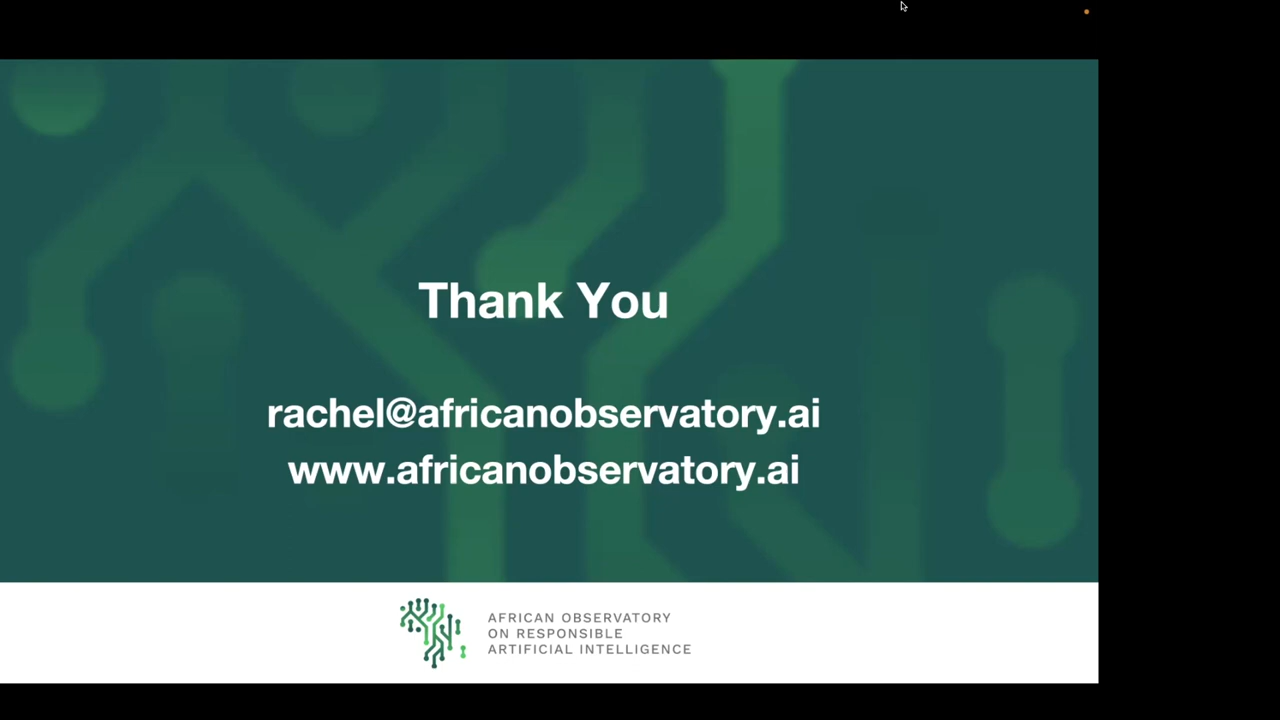 Thank You
rachel@africanobservatory.ai
www.africanobservatory.ai
AFRICAN OBSERVATORY
ON RESPONSIBLE
ARTIFICIAL INTELLIGENCE